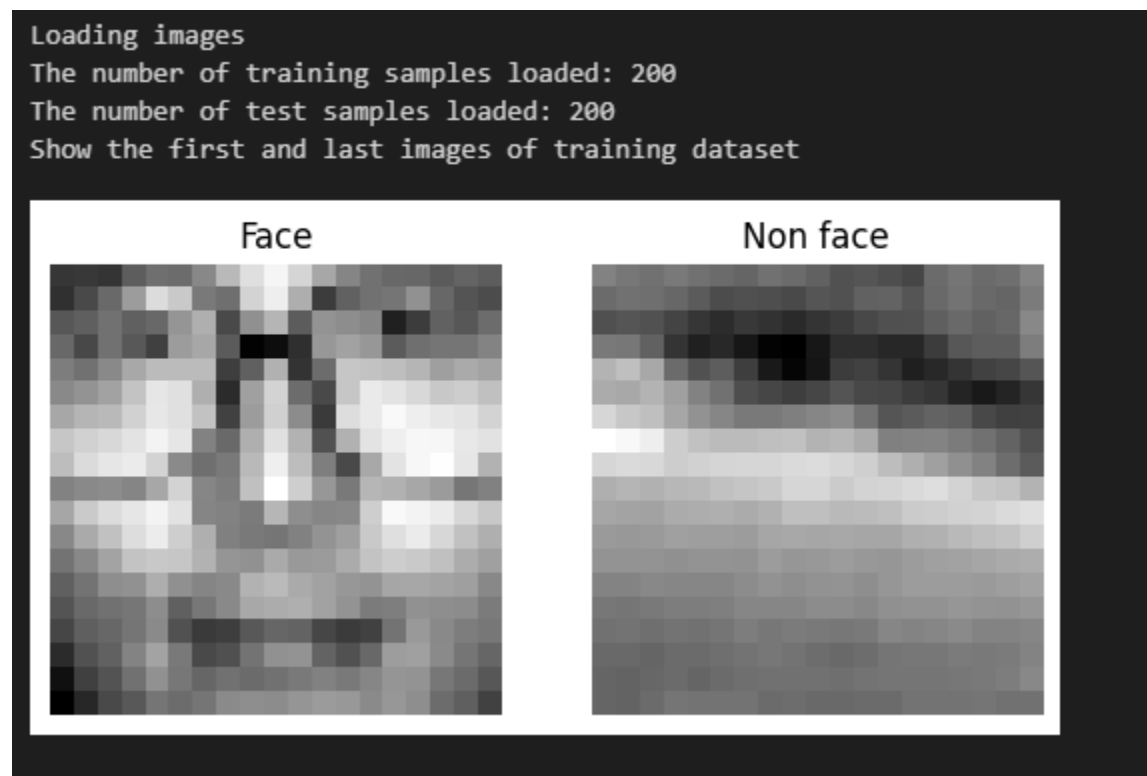 Loading images
The number of training samples loaded: 200
The number of test samples loaded: 200
Show the first and last images of training dataset
Face
Non face